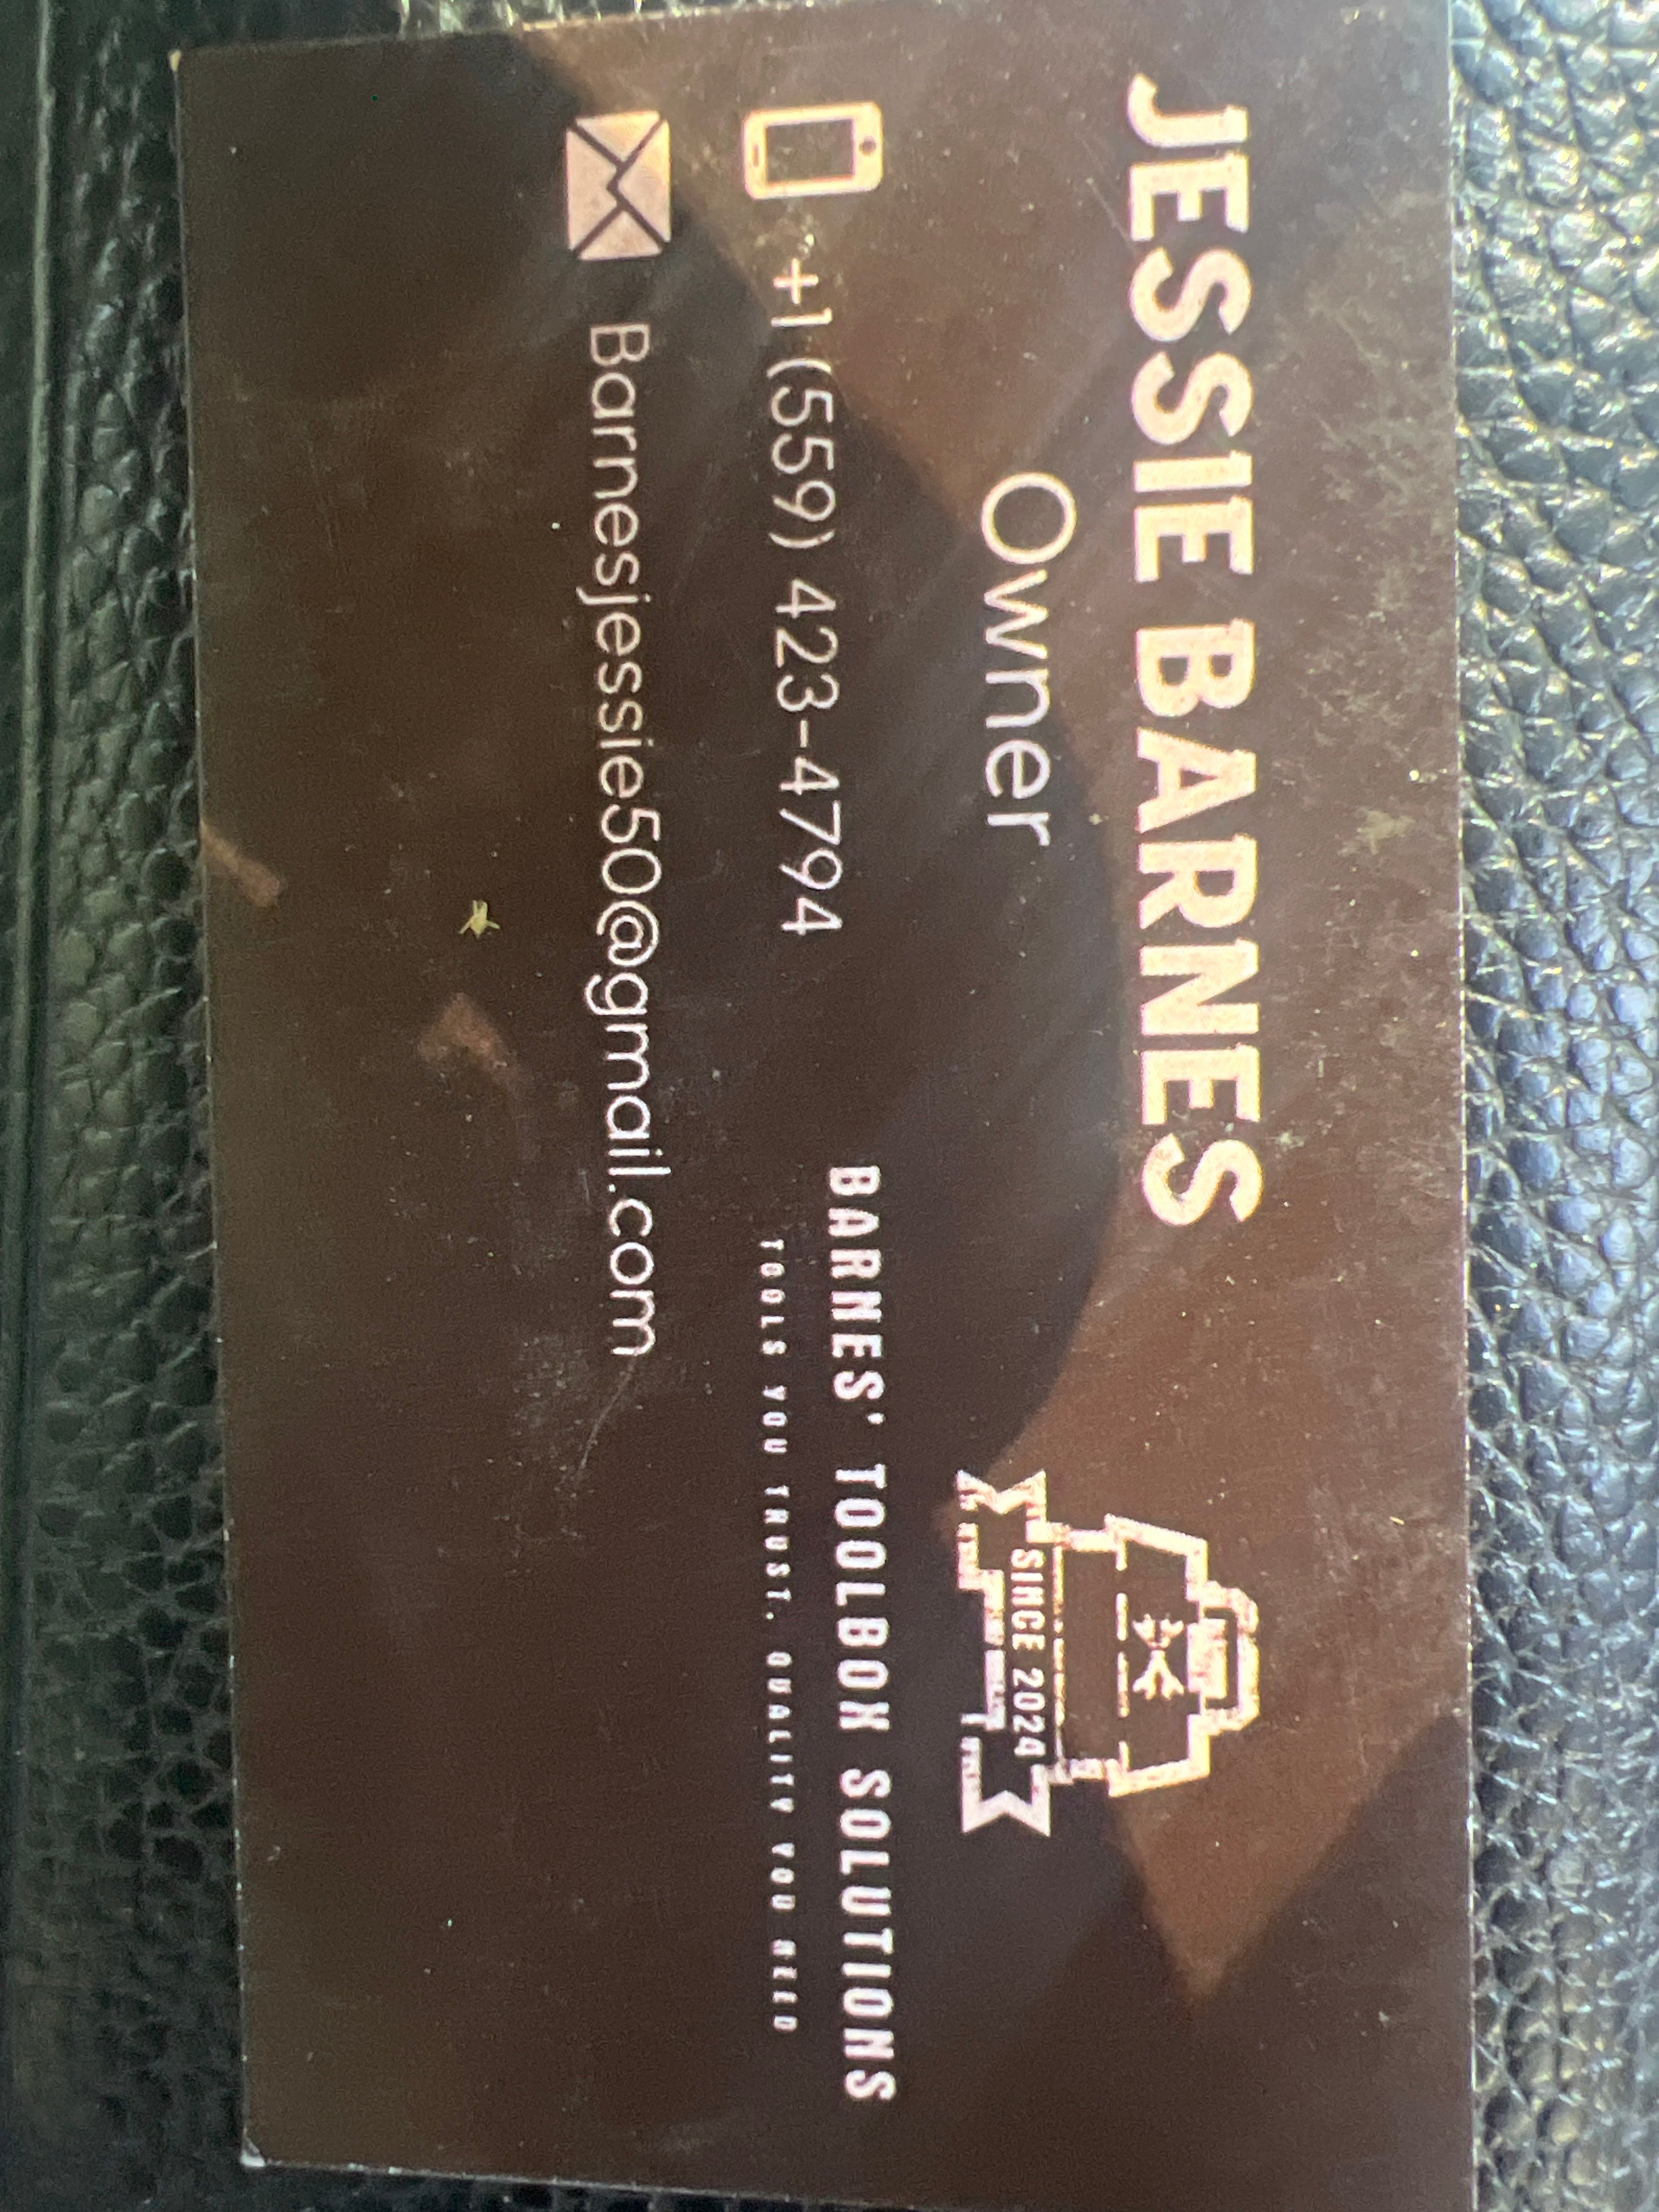 JESSIE BARNES
Owner
+1 (559) 423-4794
Barnesjessie50@gmail.com
SINCE 2024
BARNES' TOOLBOX SOLUTIONS
TOOLS YOU TRUST. QUALITY YOU NEED